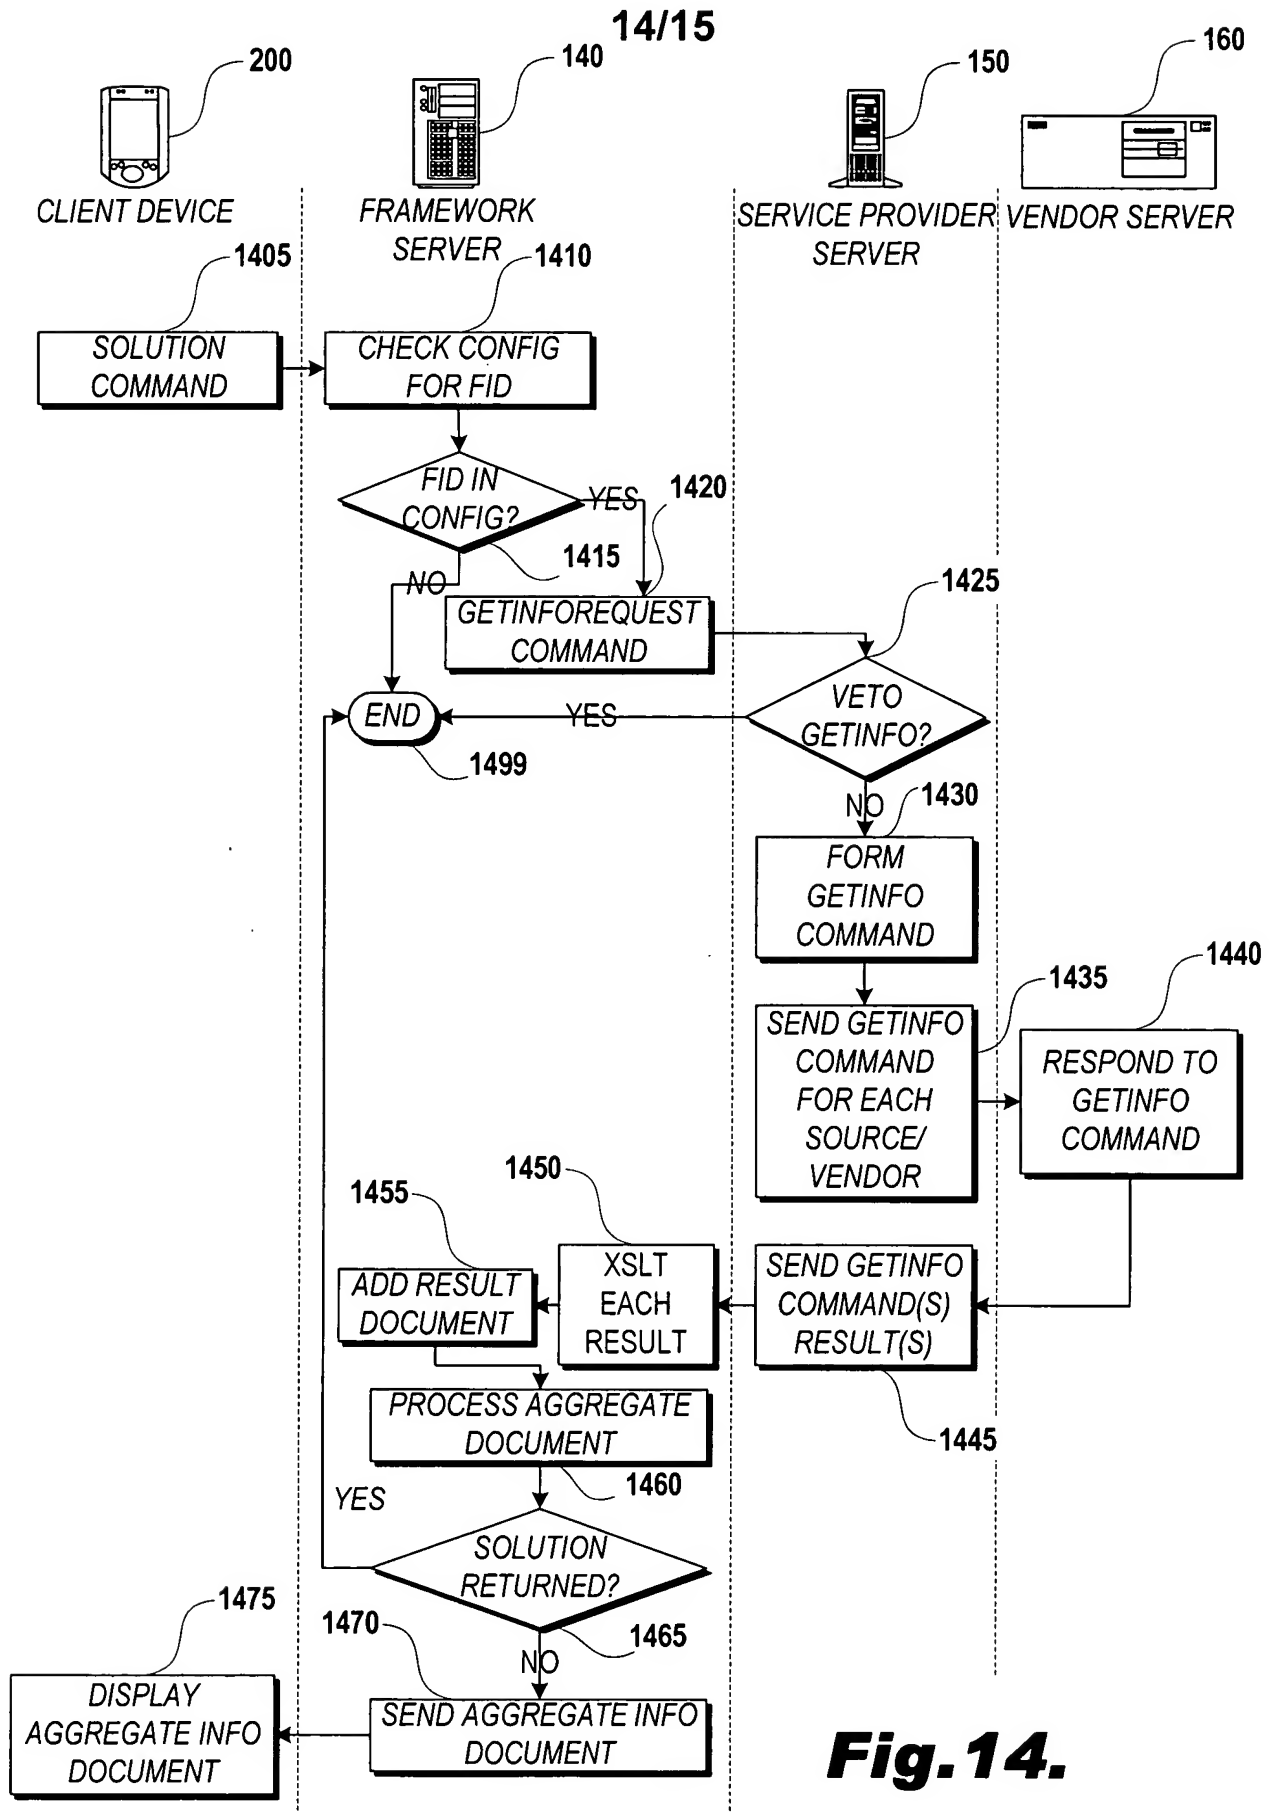 14/15
200
140
150
160
CLIENT DEVICE
FRAMEWORK
SERVER
SERVICE PROVIDER
SERVER
VENDOR SERVER
1405
1410
SOLUTION
COMMAND
CHECK CONFIG
FOR FID
FID IN
CONFIG?
YES
1420
1415
NO
1425
GETINFOREQUEST
COMMAND
VETO
GETINFO?
END
YES
1499
NO
1430
FORM
GETINFO
COMMAND
1440
1435
SEND GETINFO
COMMAND
FOR EACH
SOURCE/
VENDOR
RESPOND TO
GETINFO
COMMAND
1450
1455
ADD RESULT
DOCUMENT
XSLT
EACH
RESULT
SEND GETINFO
COMMAND(S)
RESULT(S)
PROCESS AGGREGATE
DOCUMENT
1445
1460
YES
SOLUTION
RETURNED?
1475
1470
1465
NO
DISPLAY
AGGREGATE INFO
DOCUMENT
SEND AGGREGATE INFO
DOCUMENT
Fig.14.